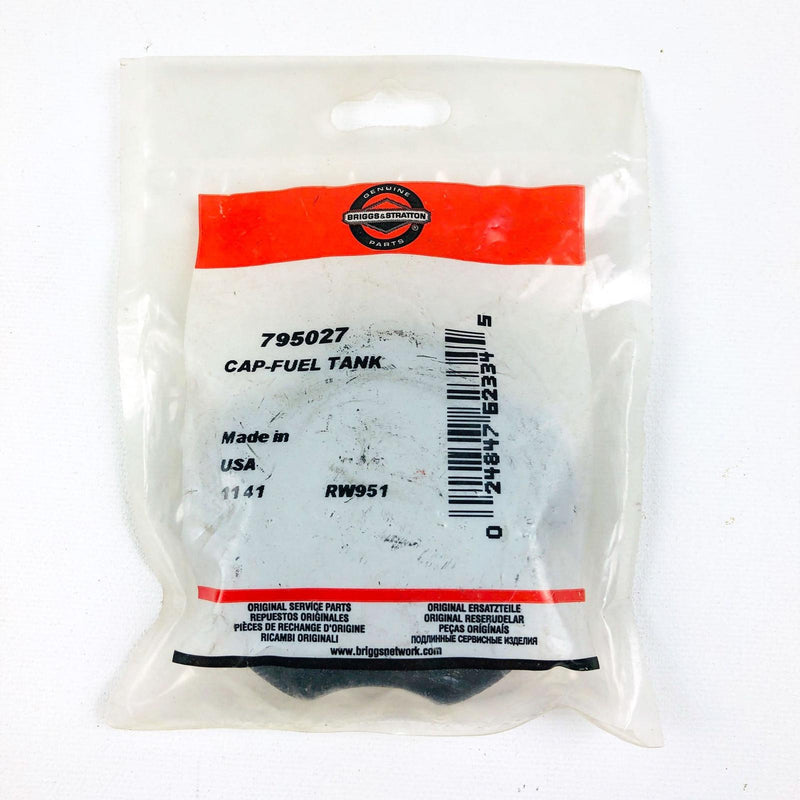 GENUINE
BRIGGS&STRATTON
PARTS
®
795027
CAP-FUEL TANK
Made in
USA
1141 RW951
0 24847 62334 5
ORIGINAL SERVICE PARTS
REPUESTOS ORIGINALES
PIÈCES DE RECHANGE D'ORIGINE
RICAMBI ORIGINALI
ORIGINAL ERSATZTEILE
ORIGINAL RESERUDELAR
PEÇAS ORIGÍNAIS
ПОДЛИННЫЕ СЕРВИСНЫЕ ИЗДЕЛИЯ
www.briggsnetwork.com